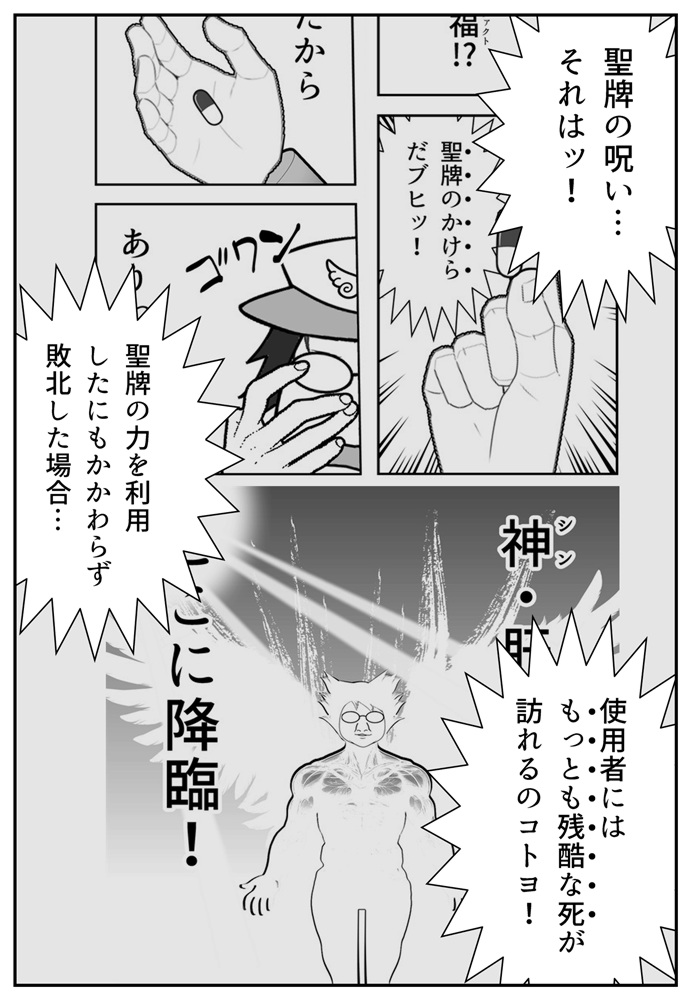 聖牌の呪い…
それはッ！
福!?
アクト
聖牌のかけら
だブヒッ！
たから
ゴワン
あり
聖牌の力を利用
したにもかかわらず
敗北した場合…
神・
シン
こに降臨！
使用者には
もっとも残酷な死が
訪れるのコトヨ！